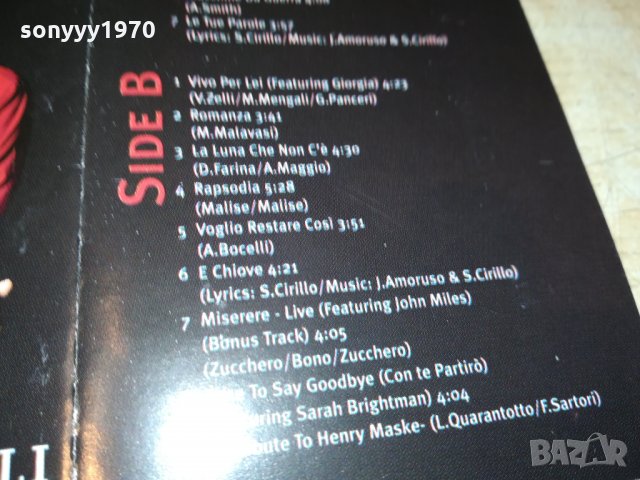 sonyyy1970
(A.Smith)
7 Le Tue Parole 3:57
(Lyrics: S.Cirillo/Music: J.Amoruso & S.Cirillo)
SIDE B
1 Vivo Per Lei (Featuring Giorgia) 4:23
(V.Zelli/M.Mengali/G.Panceri)
2 Romanza 3:41
(M.Malavasi)
3 La Luna Che Non C'è 4:30
(D.Farina/A.Maggio)
4 Rapsodia 5:28
(Malise/Malise)
5 Voglio Restare Così 3:51
(A.Bocelli)
6 E Chiove 4:21
(Lyrics: S.Cirillo/Music: J.Amoruso & S.Cirillo)
7 Miserere - Live (Featuring John Miles)
(Bonus Track) 4:05
(Zucchero/Bono/Zucchero)
To Say Goodbye (Con te Partirò)
Sarah Brightman) 4:04
To Henry Maske- (L.Quarantotto/F.Sartori)
BAZAR